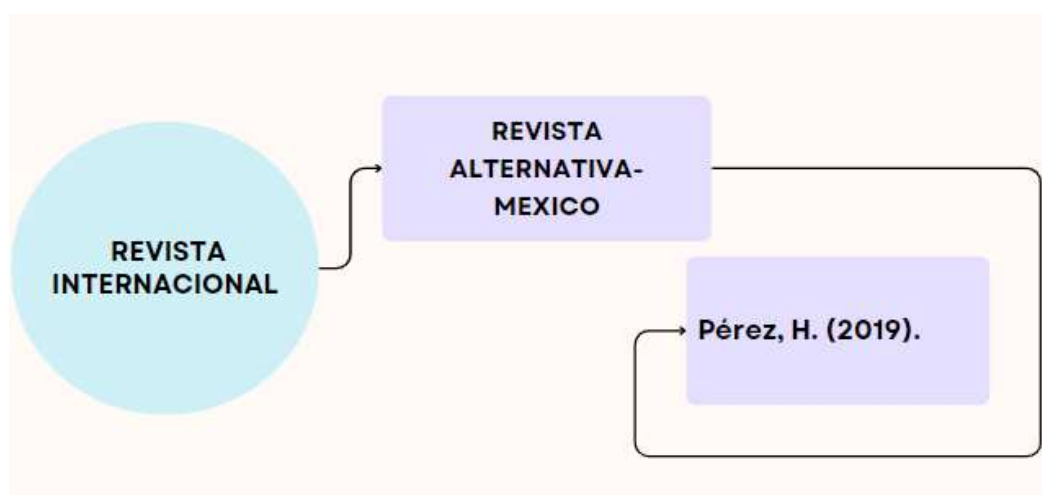 REVISTA
INTERNACIONAL
REVISTA
ALTERNATIVA-
MEXICO
Pérez, H. (2019).